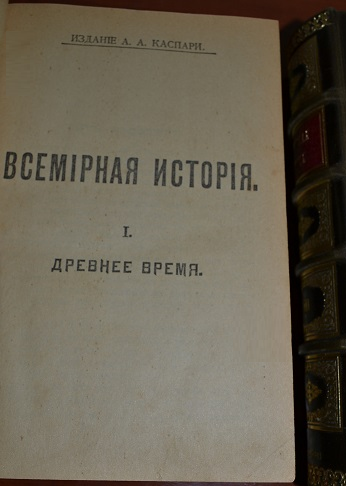 ИЗДАНІЕ А. А. КАСПАРИ.
ВСЕМІРНАЯ ИСТОРІЯ.
I.
ДРЕВНЕЕ ВРЕМЯ.